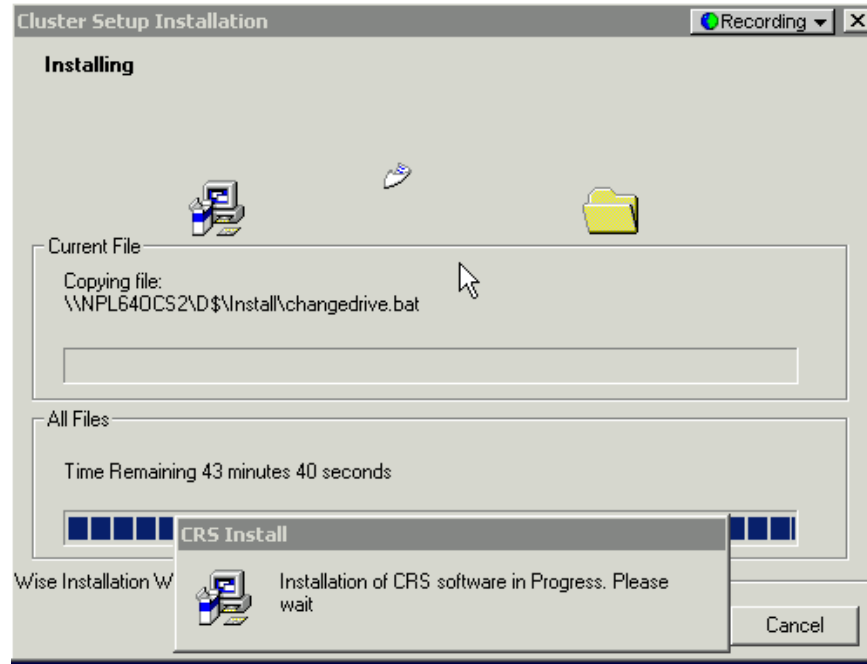 Cluster Setup Installation
Recording
Installing
Current File
Copying file:
\\NPL640CS2\D$\Install\changedrive.bat
All Files
Time Remaining 43 minutes 40 seconds
CRS Install
Wise Installation W
Installation of CRS software in Progress. Please
wait
Cancel